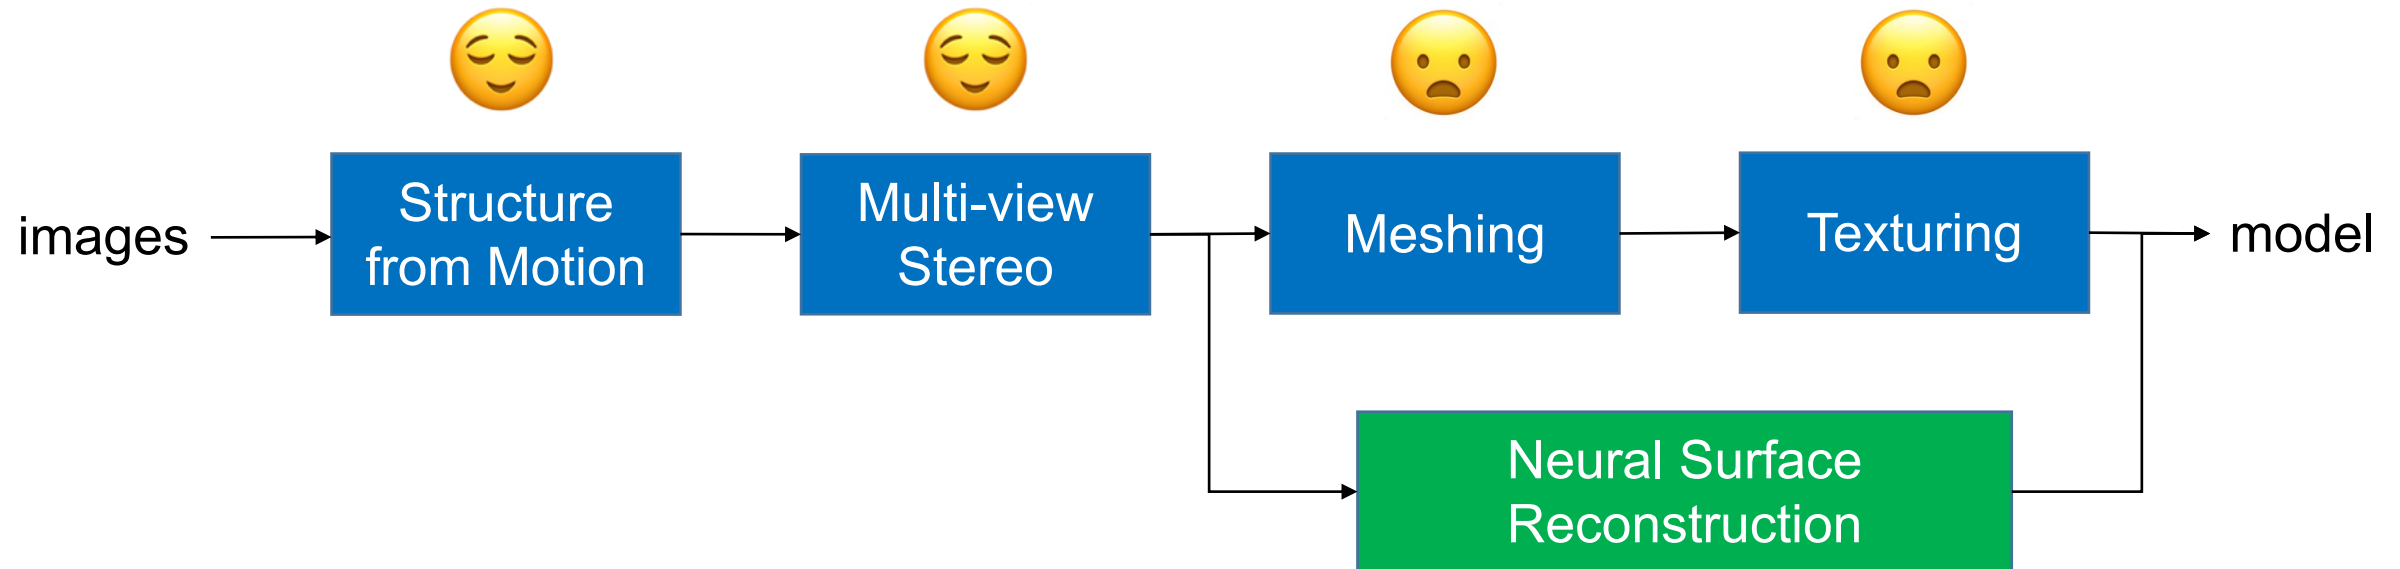 images
Structure
from Motion
Multi-view
Stereo
Meshing
Texturing
model
Neural Surface
Reconstruction